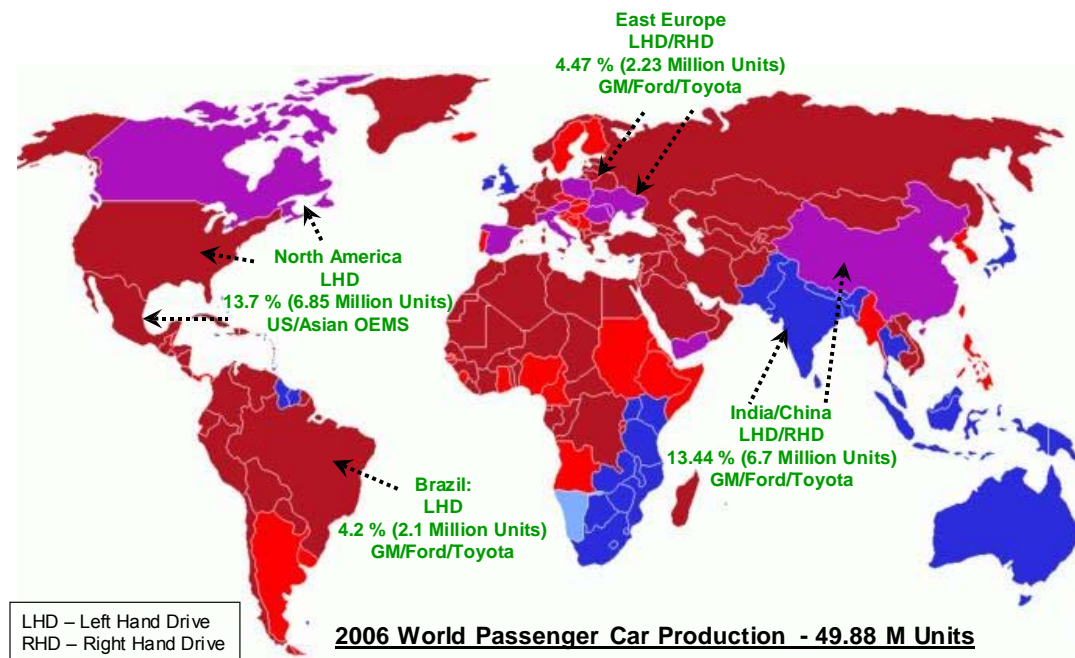 East Europe
LHD/RHD
4.47 % (2.23 Million Units)
GM/Ford/Toyota
North America
LHD
13.7 % (6.85 Million Units)
US/Asian OEMS
India/China
LHD/RHD
13.44 % (6.7 Million Units)
GM/Ford/Toyota
Brazil:
LHD
4.2 % (2.1 Million Units)
GM/Ford/Toyota
LHD – Left Hand Drive
RHD – Right Hand Drive
2006 World Passenger Car Production - 49.88 M Units